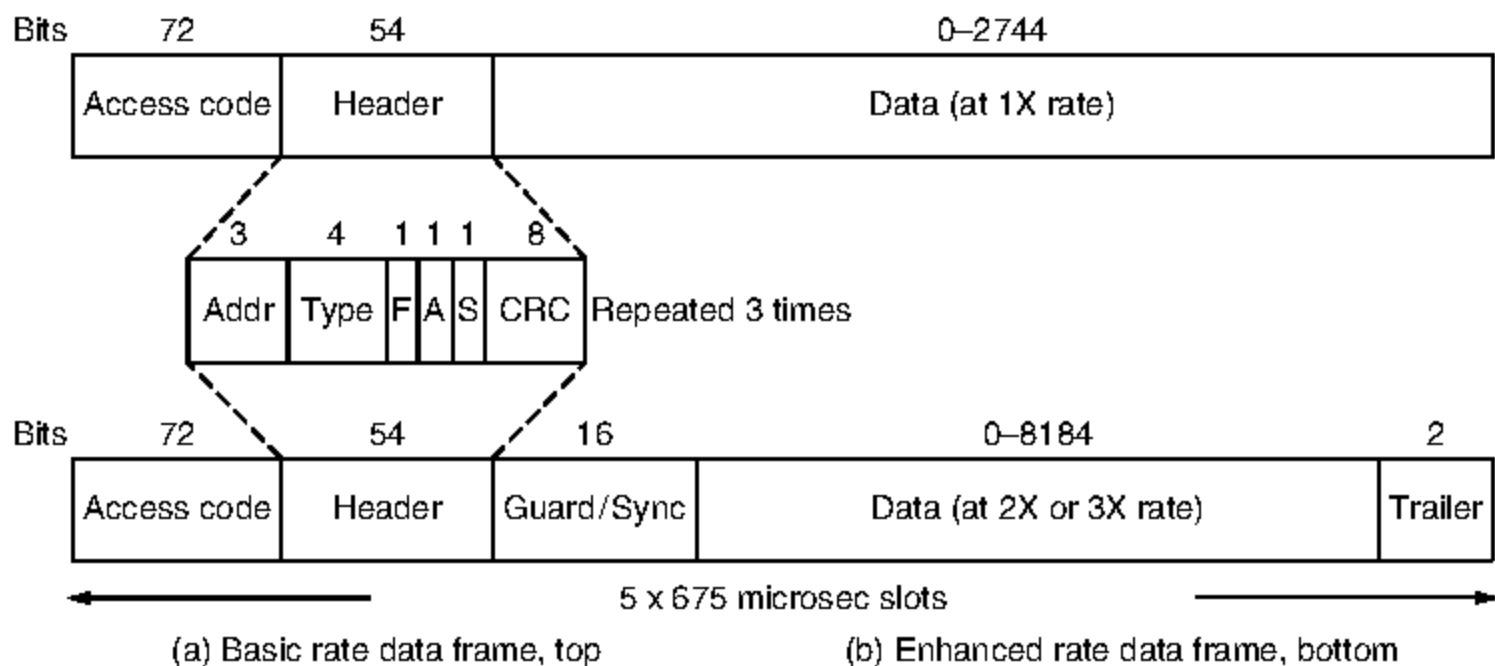 Bits 72 54 0–2744
Access code Header Data (at 1X rate)
3 4 1 1 1 8
Addr Type F A S CRC Repeated 3 times
Bits 72 54 16 0–8184 2
Access code Header Guard/Sync Data (at 2X or 3X rate) Trailer
5 x 675 microsec slots
(a) Basic rate data frame, top (b) Enhanced rate data frame, bottom